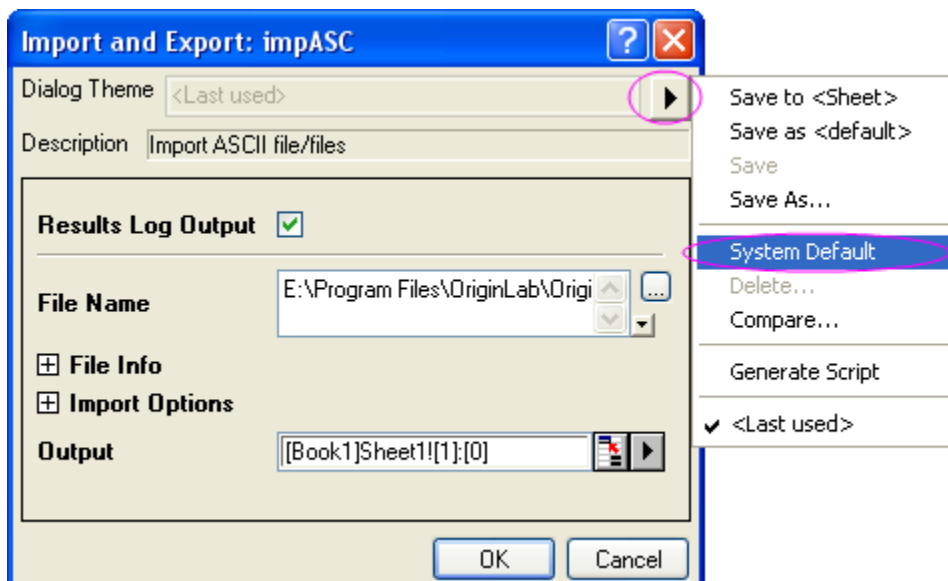 Import and Export: impASC
Dialog Theme <Last used>
Description Import ASCII file/files
Results Log Output
File Name E:\Program Files\OriginLab\Origi
...
File Info
Import Options
Output [Book1]Sheet1![1]:[0]
OK Cancel
Save to <Sheet>
Save as <default>
Save
Save As...
System Default
Delete...
Compare...
Generate Script
<Last used>